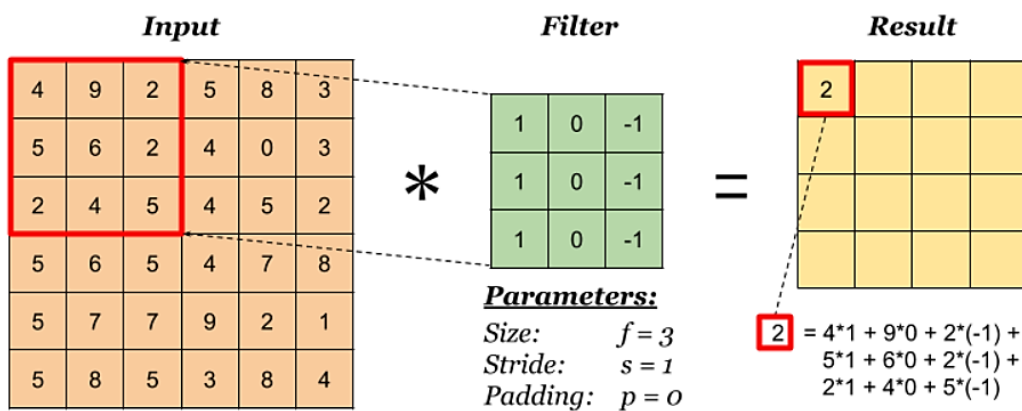 Input
Filter
Result
4 9 2 5 8 3
5 6 2 4 0 3
2 4 5 4 5 2
5 6 5 4 7 8
5 7 7 9 2 1
5 8 5 3 8 4
*
1 0 -1
1 0 -1
1 0 -1
=
2
Parameters:
Size: f = 3
Stride: s = 1
Padding: p = 0
2 = 4*1 + 9*0 + 2*(-1) +
5*1 + 6*0 + 2*(-1) +
2*1 + 4*0 + 5*(-1)